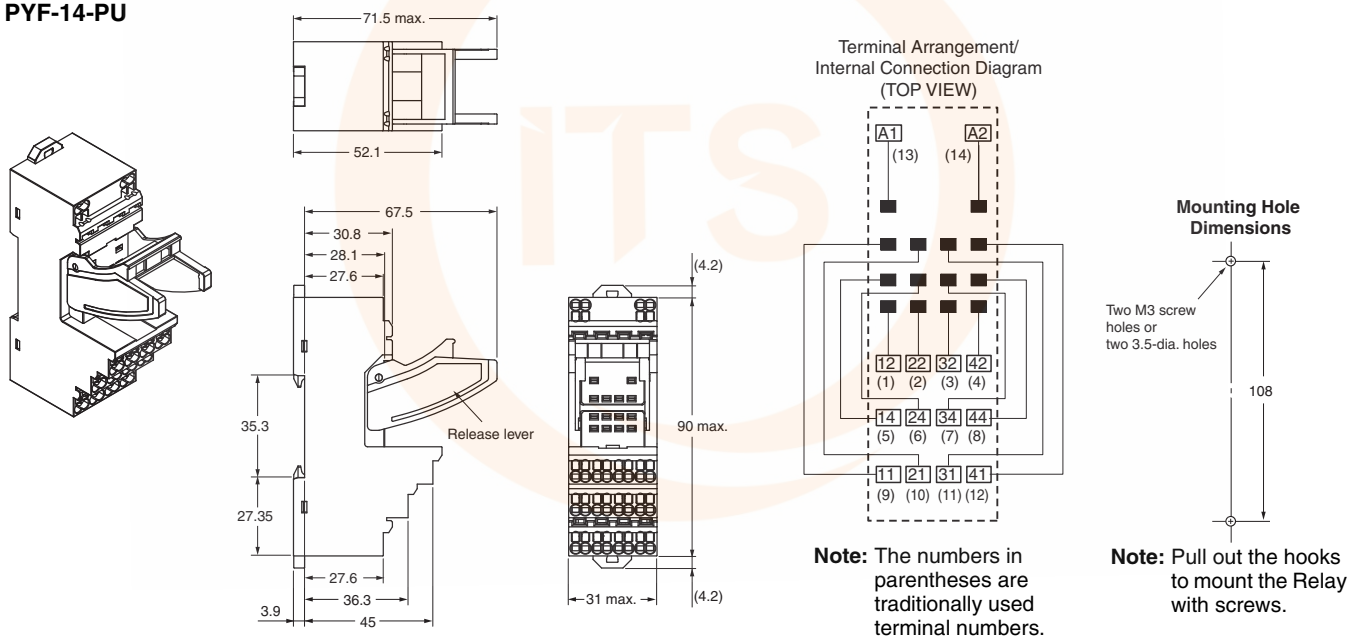 PYF-14-PU
71.5 max.
52.1
67.5
30.8
28.1
27.6
35.3
27.35
Release lever
27.6
36.3
3.9
45
(4.2)
90 max.
31 max.
(4.2)
ITS
Terminal Arrangement/
Internal Connection Diagram
(TOP VIEW)
A1 A2
(13) (14)
12 22 32 42
(1) (2) (3) (4)
14 24 34 44
(5) (6) (7) (8)
11 21 31 41
(9) (10) (11) (12)
Note: The numbers in
parentheses are
traditionally used
terminal numbers.
Mounting Hole
Dimensions
Two M3 screw
holes or
two 3.5-dia. holes
108
Note: Pull out the hooks
to mount the Relay
with screws.